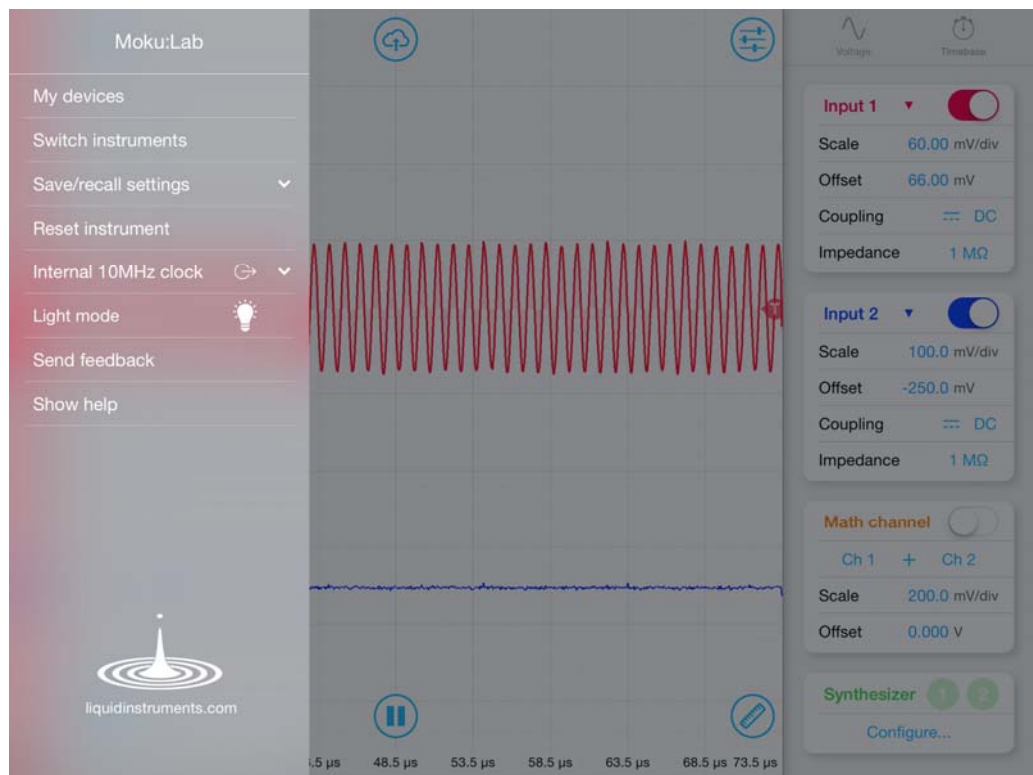 Moku:Lab
My devices
Switch instruments
Save/recall settings
Reset instrument
Internal 10MHz clock
Light mode
Send feedback
Show help
liquidinstruments.com
T
.5 µs 48.5 µs 53.5 µs 58.5 µs 63.5 µs 68.5 µs 73.5 µs
Voltage Timebase
Input 1
Scale 60.00 mV/div
Offset 66.00 mV
Coupling DC
Impedance 1 MΩ
Input 2
Scale 100.0 mV/div
Offset -250.0 mV
Coupling DC
Impedance 1 MΩ
Math channel
Ch 1 + Ch 2
Scale 200.0 mV/div
Offset 0.000 V
Synthesizer 1 2
Configure...